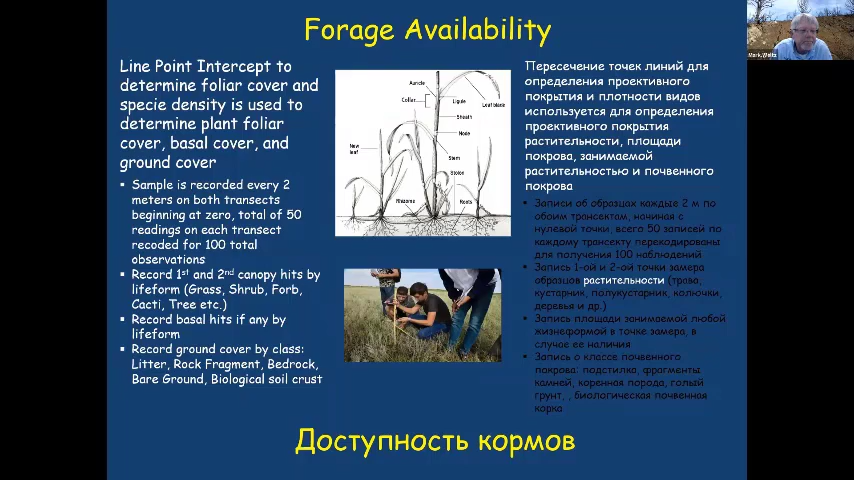 Forage Availability
Line Point Intercept to
determine foliar cover and
specie density is used to
determine plant foliar
cover, basal cover, and
ground cover
Sample is recorded every 2
meters on both transects
beginning at zero, total of 50
readings on each transect
recoded for 100 total
observations
Record 1st and 2nd canopy hits by
lifeform (Grass, Shrub, Forb,
Cacti, Tree etc.)
Record basal hits if any by
lifeform
Record ground cover by class:
Litter, Rock Fragment, Bedrock,
Bare Ground, Biological soil crust
Auricle
Collar
Ligule
Leaf blade
Sheath
Node
New
leaf
Stem
Stolon
Rhizome
Roots
Пересечение точек линий для
определения проективного
покрытия и плотности видов
используется для определения
проективного покрытия
растительности, площади
покрова, занимаемой
растительностью и почвенного
покрова
Записи об образцах каждые 2 м по
обоим трансектам, начиная с
нулевой точки, всего 50 записей по
каждому трансекту перекодированы
для получения 100 наблюдений
Запись 1-ой и 2-ой точки замера
образцов растительности (трава,
кустарник, полукустарник, колючки,
деревья и др.)
Запись площади занимаемой любой
жизнеформой в точке замера, в
случае ее наличия
Запись о классе почвенного
покрова: подстилка, фрагменты
камней, коренная порода, голый
грунт, , биологическая почвенная
корка
Доступность кормов
Mark.Weltz